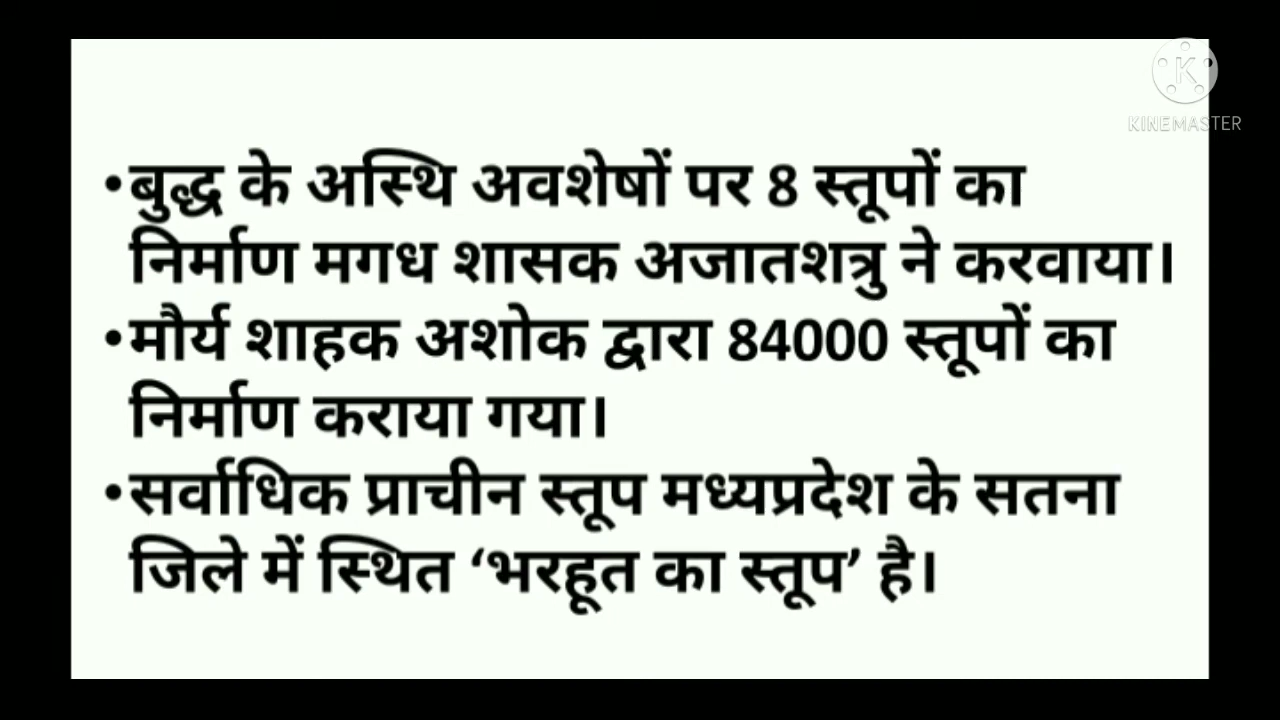 KINEMASTER
•बुद्ध के अस्थि अवशेषों पर 8 स्तूपों का
निर्माण मगध शासक अजातशत्रु ने करवाया।
•मौर्य शाहक अशोक द्वारा 84000 स्तूपों का
निर्माण कराया गया।
•सर्वाधिक प्राचीन स्तूप मध्यप्रदेश के सतना
जिले में स्थित ‘भरहूत का स्तूप’ है।